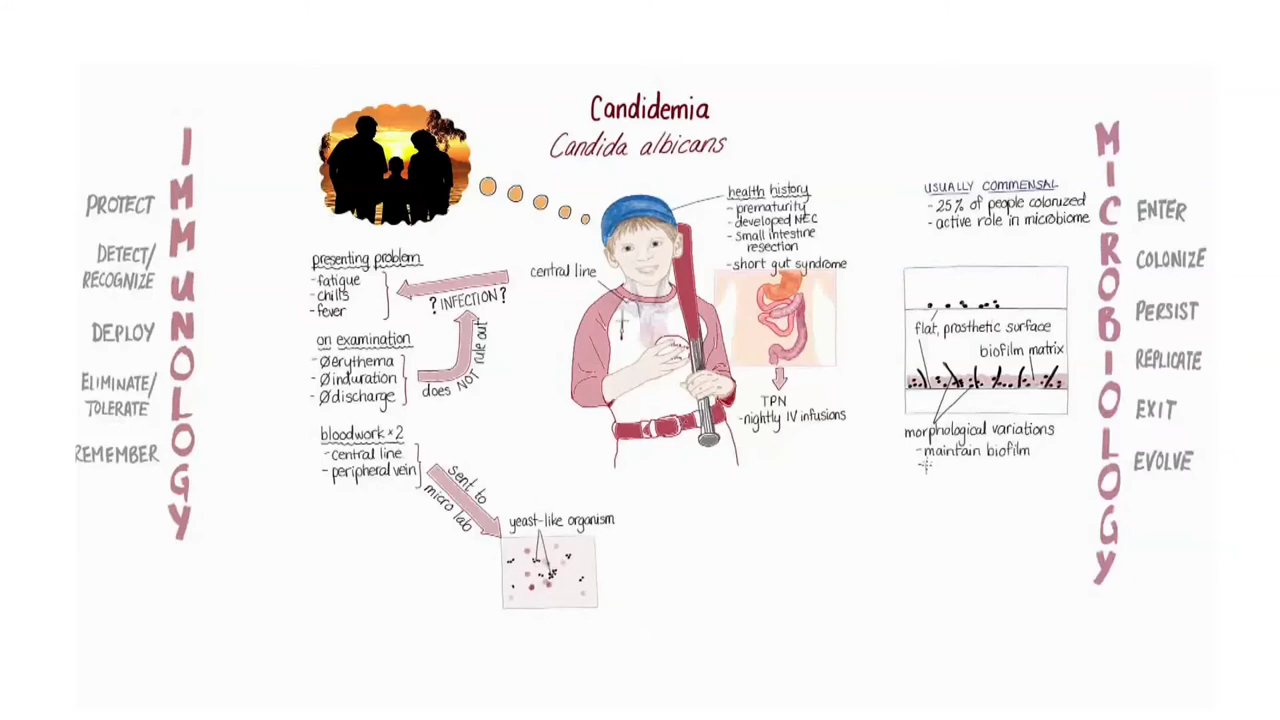 Candidemia
Candida albicans
IMMUNOLOGY
PROTECT
DETECT/
RECOGNIZE
DEPLOY
ELIMINATE/
TOLERATE
REMEMBER
presenting problem
- fatigue
- chills
- fever
? INFECTION?
on examination
- Øerythema
- Øinduration
- Ødischarge
does NOT rule out
bloodwork ×2
- central line
- peripheral vein
sent to
micro lab
yeast-like organism
central line
health history
- prematurity
- developed NEC
- small intestine
resection
- short gut syndrome
TPN
- nightly IV infusions
USUALLY COMMENSAL
- 25% of people colonized
- active role in microbiome
flat, prosthetic surface
biofilm matrix
morphological variations
- maintain biofilm
MICROBIOLOGY
ENTER
COLONIZE
PERSIST
REPLICATE
EXIT
EVOLVE